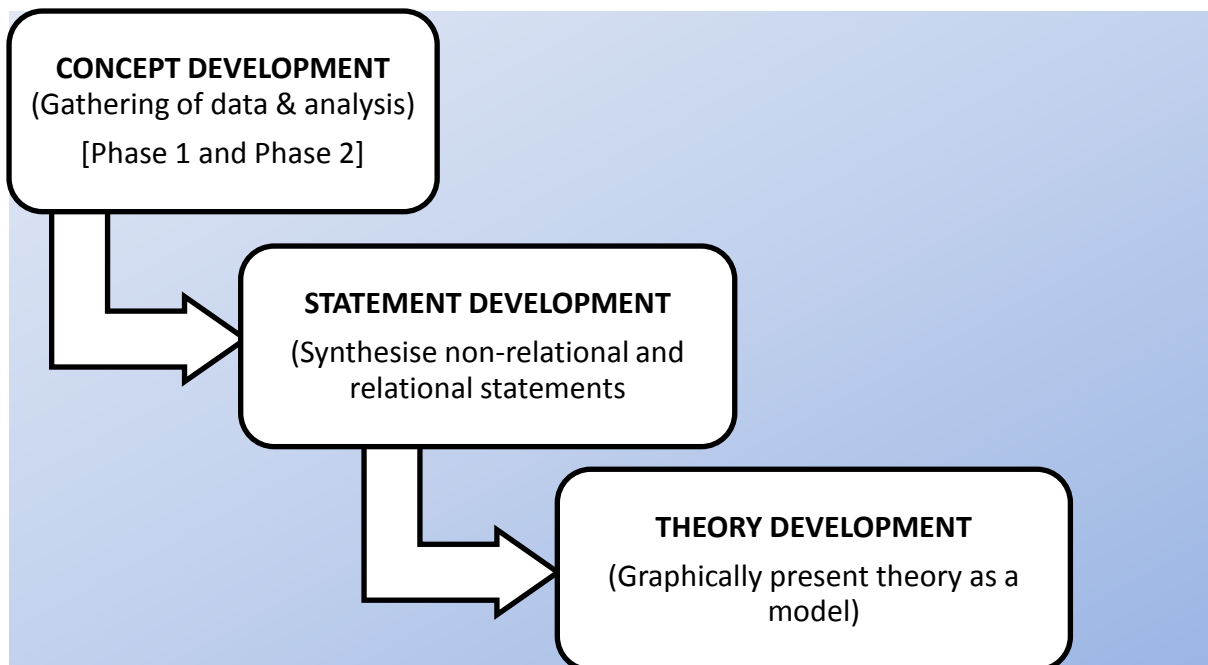 CONCEPT DEVELOPMENT
(Gathering of data & analysis)
[Phase 1 and Phase 2]
STATEMENT DEVELOPMENT
(Synthesise non-relational and
relational statements
THEORY DEVELOPMENT
(Graphically present theory as a
model)